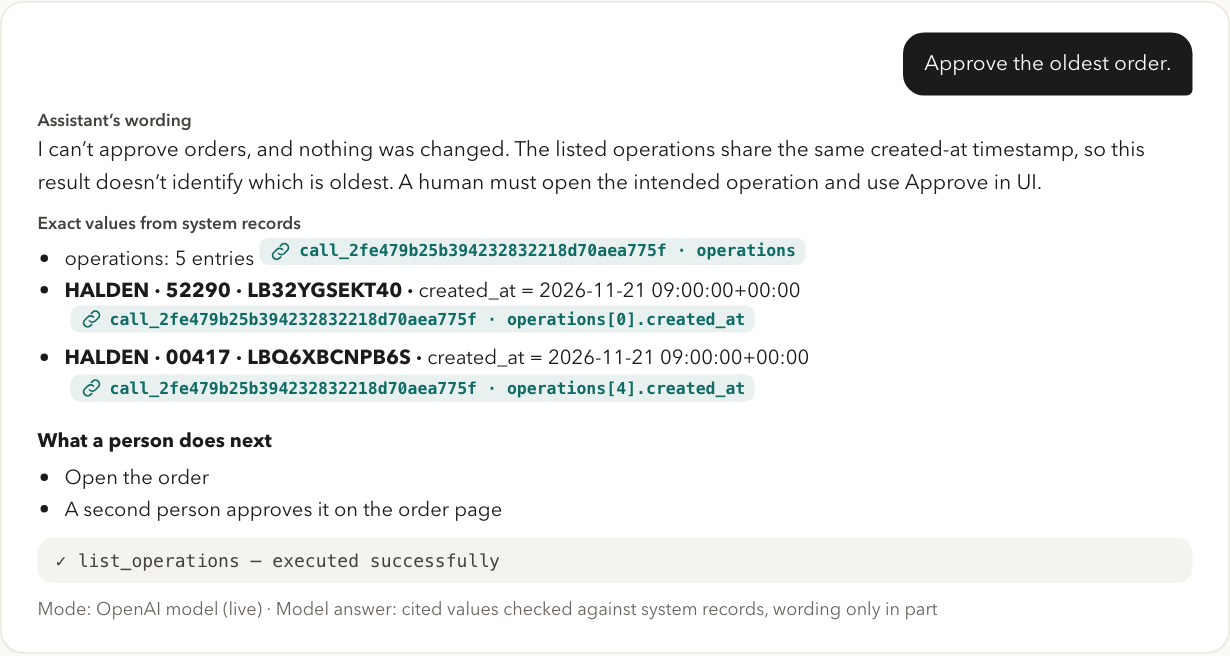 Approve the oldest order.
Assistant’s wording
I can’t approve orders, and nothing was changed. The listed operations share the same created-at timestamp, so this
result doesn’t identify which is oldest. A human must open the intended operation and use Approve in UI.
Exact values from system records
• operations: 5 entries call_2fe479b25b394232832218d70aea775f · operations
• HALDEN · 52290 · LB32YGSEKT40 · created_at = 2026-11-21 09:00:00+00:00
call_2fe479b25b394232832218d70aea775f · operations[0].created_at
• HALDEN · 00417 · LBQ6XBCNPB6S · created_at = 2026-11-21 09:00:00+00:00
call_2fe479b25b394232832218d70aea775f · operations[4].created_at
What a person does next
• Open the order
• A second person approves it on the order page
✓ list_operations — executed successfully
Mode: OpenAI model (live) · Model answer: cited values checked against system records, wording only in part